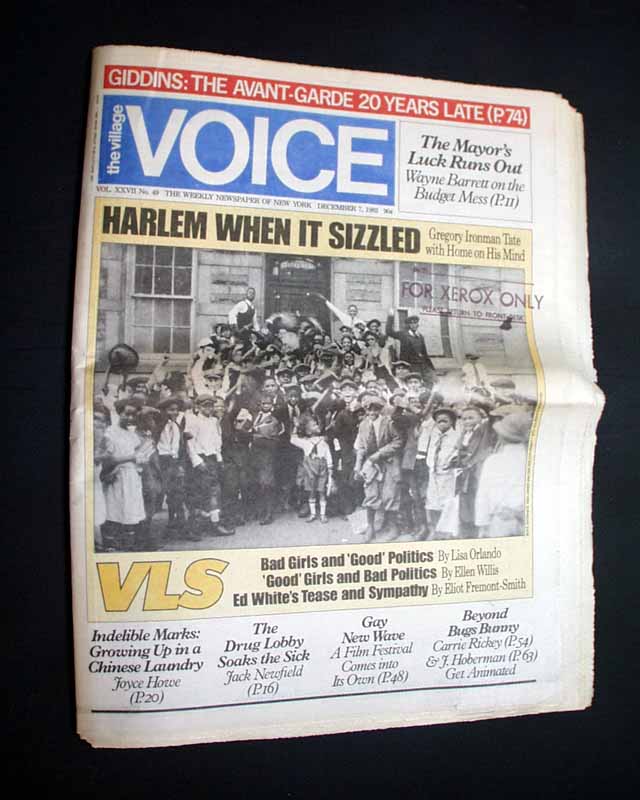 GIDDINS: THE AVANT-GARDE 20 YEARS LATE (P. 74)
the village
VOICE
The Mayor's
Luck Runs Out
Wayne Barrett on the
Budget Mess (P. 11)
VOL. XXVII No. 49 THE WEEKLY NEWSPAPER OF NEW YORK DECEMBER 7, 1982 90¢
HARLEM WHEN IT SIZZLED
Gregory Ironman Tate
with Home on His Mind
FOR XEROX ONLY
PLEASE RETURN TO FRONT DESK
VLS
Bad Girls and 'Good' Politics By Lisa Orlando
'Good' Girls and Bad Politics By Ellen Willis
Ed White's Tease and Sympathy By Eliot Fremont-Smith
Indelible Marks:
Growing Up in a
Chinese Laundry
Joyce Howe
(P. 20)
The
Drug Lobby
Soaks the Sick
Jack Newfield
(P. 16)
Gay
New Wave
A Film Festival
Comes into
Its Own (P. 48)
Beyond
Bugs Bunny
Carrie Rickey (P. 54)
& J. Hoberman (P. 63)
Get Animated